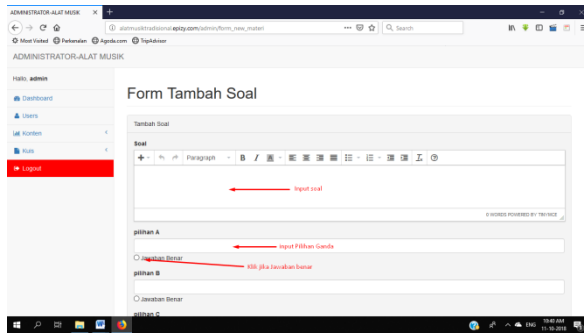 ADMINISTRATOR-ALAT MUSIK
alatmusiktradisional.epizy.com/admin/form_new_materi
Search
Most Visited Perkenalan Agoda.com TripAdvisor
ADMINISTRATOR-ALAT MUSIK
Hallo, admin
Dashboard
Users
Konten
Kuis
Logout
Form Tambah Soal
Tambah Soal
Soal
Paragraph
Input soal
0 WORDS POWERED BY TINYMCE
pilihan A
Input Pilihan Ganda
Jawaban Benar
Klik jika Jawaban benar
pilihan B
Jawaban Benar
pilihan C
ENG
10:40 AM
11-10-2018